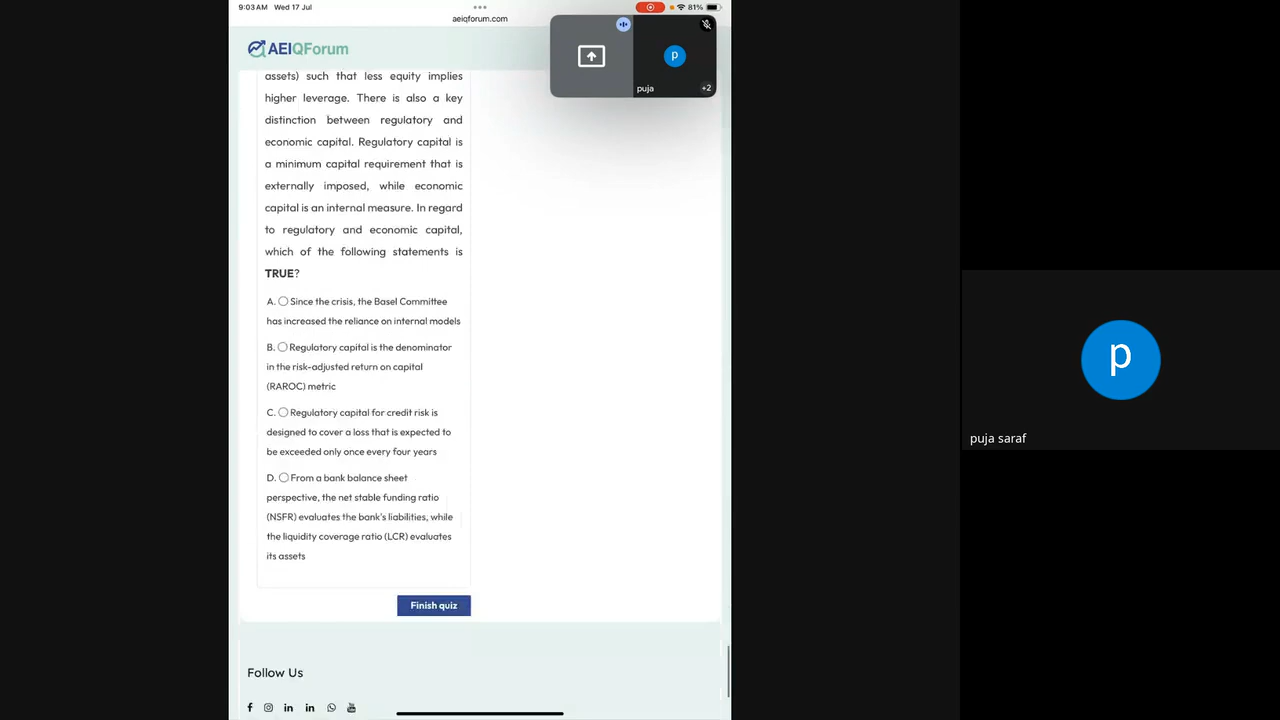 9:03 AM Wed 17 Jul
81%
aeiqforum.com
AEIQForum
p
puja
+2
assets) such that less equity implies
higher leverage. There is also a key
distinction between regulatory and
economic capital. Regulatory capital is
a minimum capital requirement that is
externally imposed, while economic
capital is an internal measure. In regard
to regulatory and economic capital,
which of the following statements is
TRUE?
A. Since the crisis, the Basel Committee
has increased the reliance on internal models
B. Regulatory capital is the denominator
in the risk-adjusted return on capital
(RAROC) metric
C. Regulatory capital for credit risk is
designed to cover a loss that is expected to
be exceeded only once every four years
D. From a bank balance sheet
perspective, the net stable funding ratio
(NSFR) evaluates the bank's liabilities, while
the liquidity coverage ratio (LCR) evaluates
its assets
Finish quiz
Follow Us
p
puja saraf